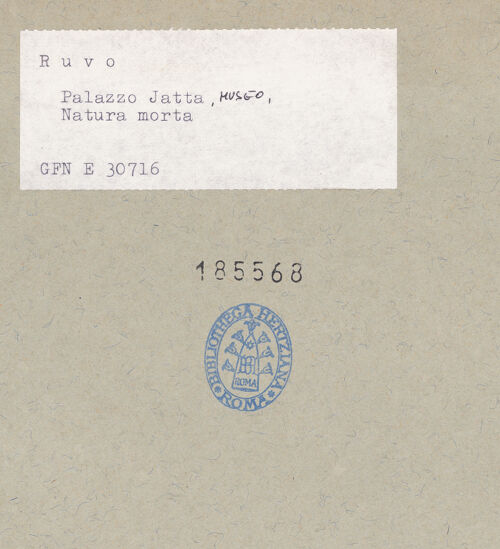 Ruvo
Palazzo Jatta, MUSEO,
Natura morta
GFN E 30716
185568
BIBLIOTHECA HERTZIANA
ROMA
ROMA